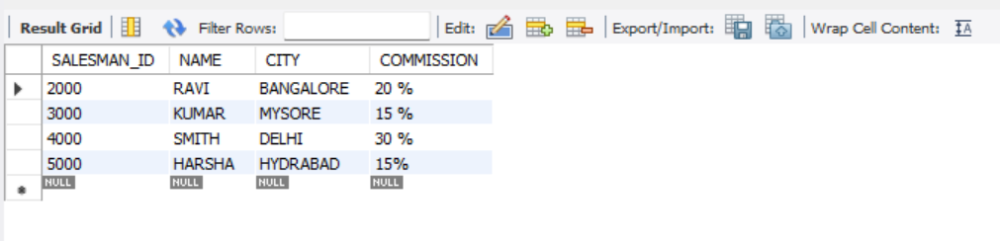 Result Grid Filter Rows: Edit: Export/Import: Wrap Cell Content: IA
SALESMAN_ID NAME CITY COMMISSION
2000 RAVI BANGALORE 20 %
3000 KUMAR MYSORE 15 %
4000 SMITH DELHI 30 %
5000 HARSHA HYDRABAD 15%
NULL NULL NULL NULL